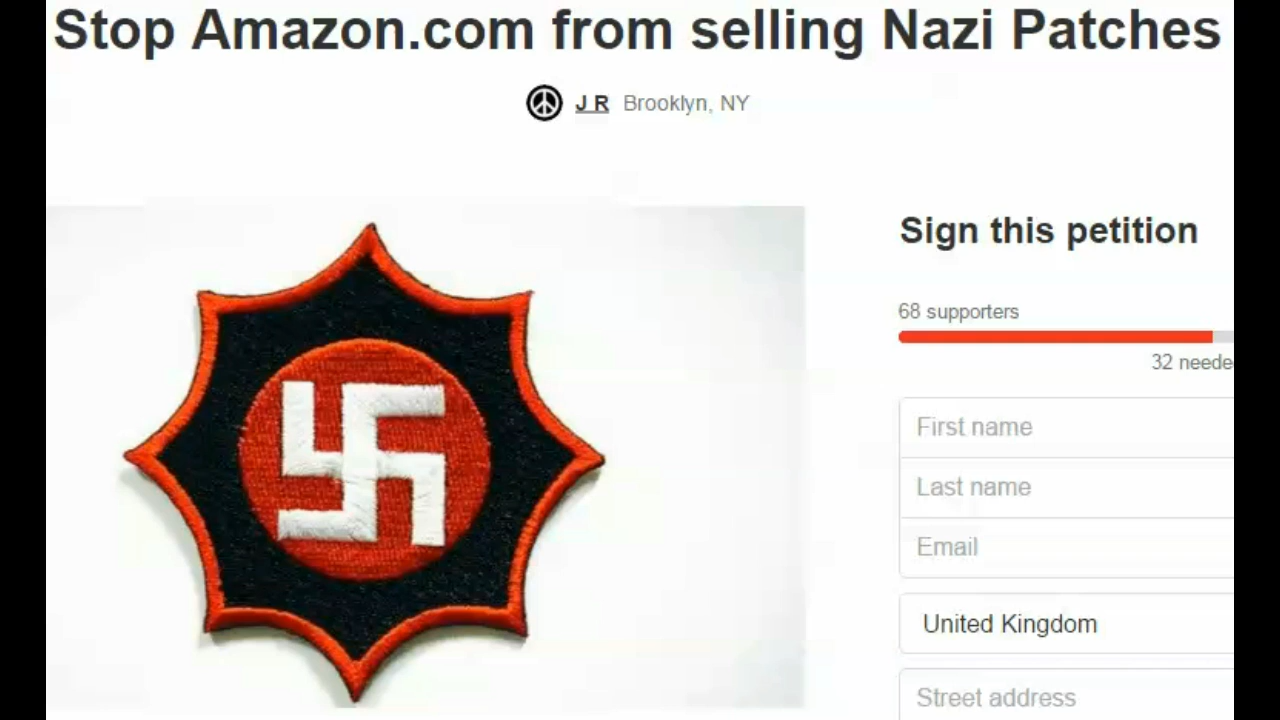 Stop Amazon.com from selling Nazi Patches
J R Brooklyn, NY
Sign this petition
68 supporters
32 neede
First name
Last name
Email
United Kingdom
Street address